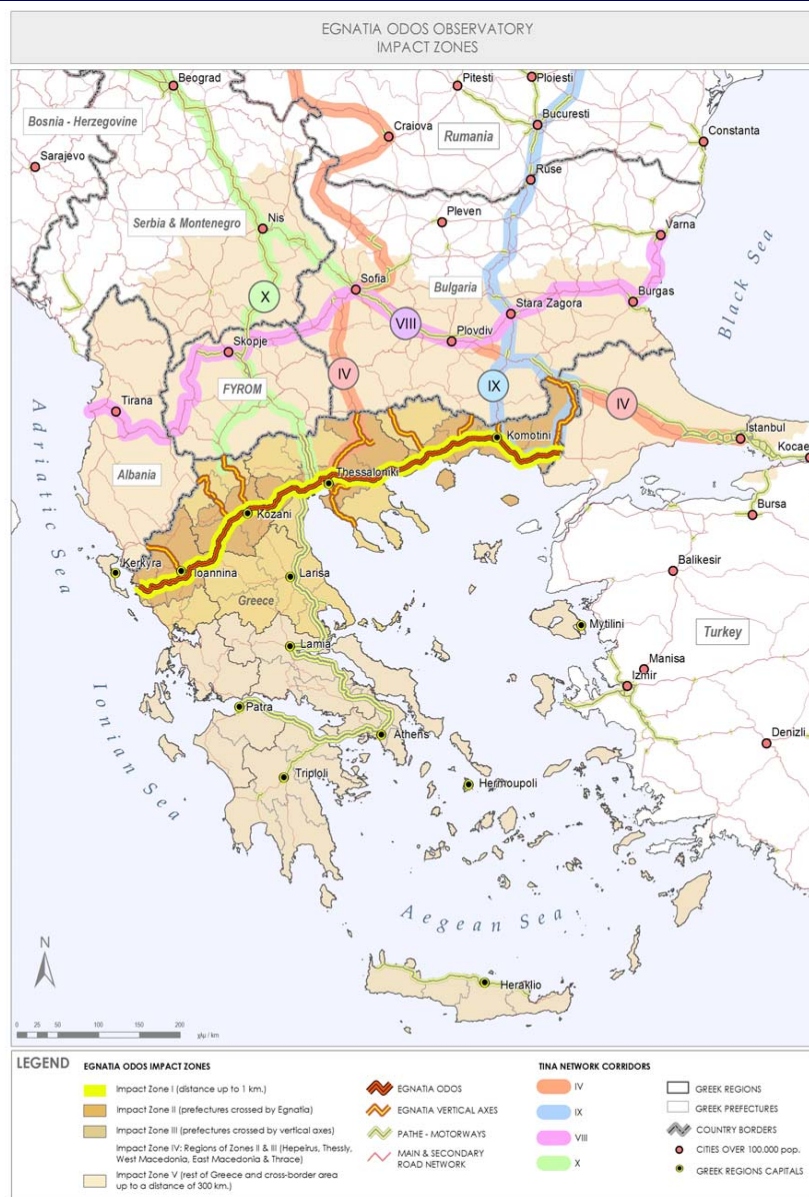 EGNATIA ODOS OBSERVATORY
IMPACT ZONES
Beograd
Pitesti
Ploiesti
Bosnia - Herzegovine
Craiova
Rumania
Bucuresti
Constanta
Sarajevo
Ruse
Serbia & Montenegro
Nis
Pleven
Varna
Black Sea
X
Sofia
Bulgaria
Stara Zagora
Burgas
VIII
Plovdiv
Skopje
FYROM
IV
IX
IV
Tirana
Istanbul
Kocae
Adriatic Sea
Komotini
Albania
Thessaloniki
Kozani
Bursa
Kerkyra
Ioannina
Larisa
Balikesir
Greece
Mytilini
Turkey
Lamia
Manisa
Izmir
Ionian Sea
Patra
Athens
Denizli
Triploli
Hermoupoli
Aegean Sea
N
Heraklio
0 25 50 100 150 200
χλμ / km
LEGEND
EGNATIA ODOS IMPACT ZONES
Impact Zone I (distance up to 1 km.)
Impact Zone II (prefectures crossed by Egnatia)
Impact Zone III (prefectures crossed by vertical axes)
Impact Zone IV: Regions of Zones II & III (Hepeirus, Thessly,
West Macedonia, East Macedonia & Thrace)
Impact Zone V (rest of Greece and cross-border area
up to a distance of 300 km.)
EGNATIA ODOS
EGNATIA VERTICAL AXES
PATHE - MOTORWAYS
MAIN & SECONDARY
ROAD NETWORK
TINA NETWORK CORRIDORS
IV
IX
VIII
X
GREEK REGIONS
GREEK PREFECTURES
COUNTRY BORDERS
CITIES OVER 100.000 pop.
GREEK REGIONS CAPITALS